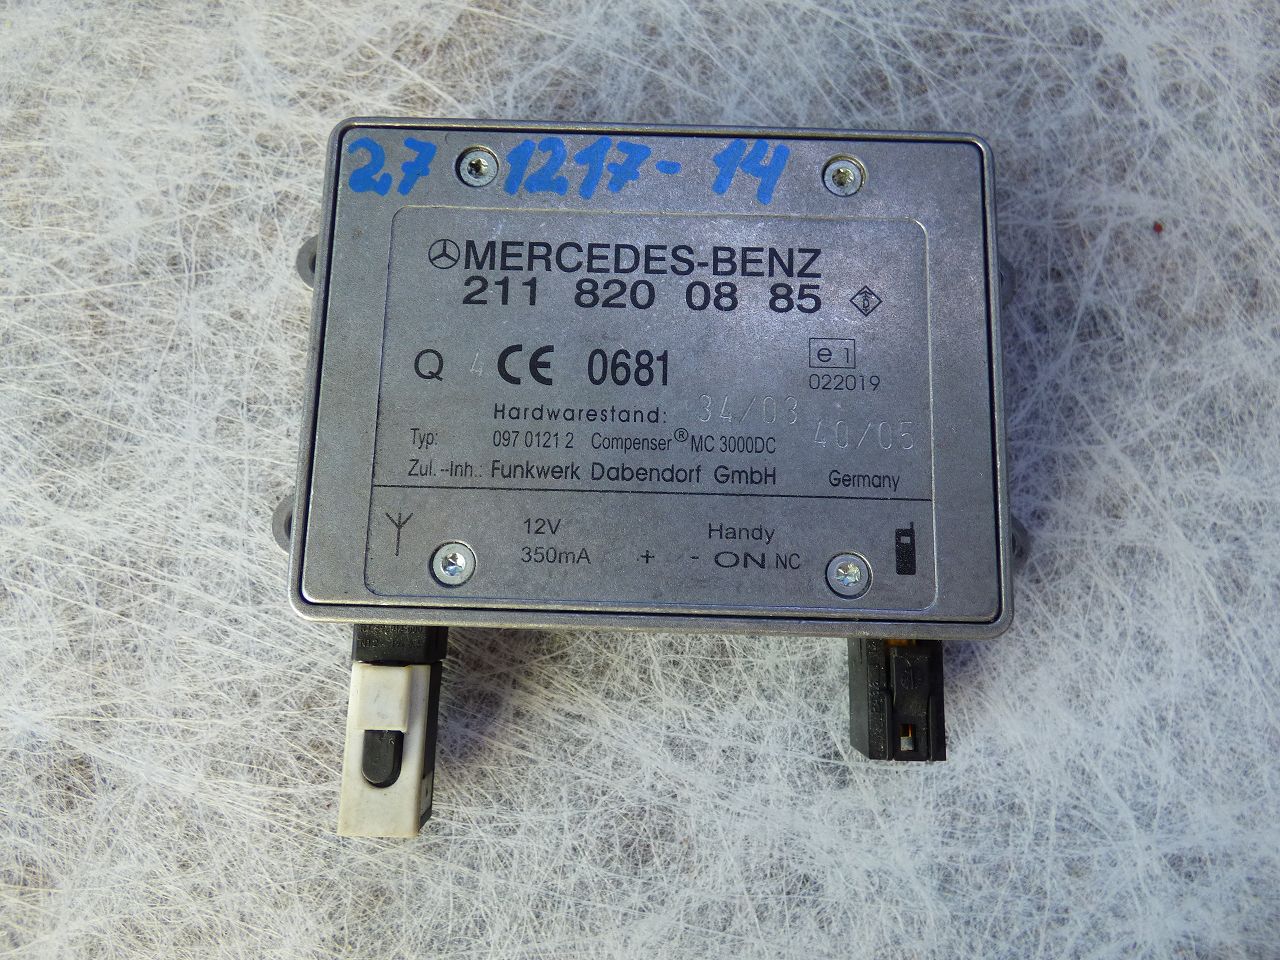 27 1217-14
MERCEDES-BENZ
211 820 08 85
Q 4 CE 0681 e 1
022019
Hardwarestand: 34/03
40/05
Typ: 097 0121 2 Compenser® MC 3000DC
Zul.-Inh.: Funkwerk Dabendorf GmbH Germany
12V Handy
350mA + - ON NC